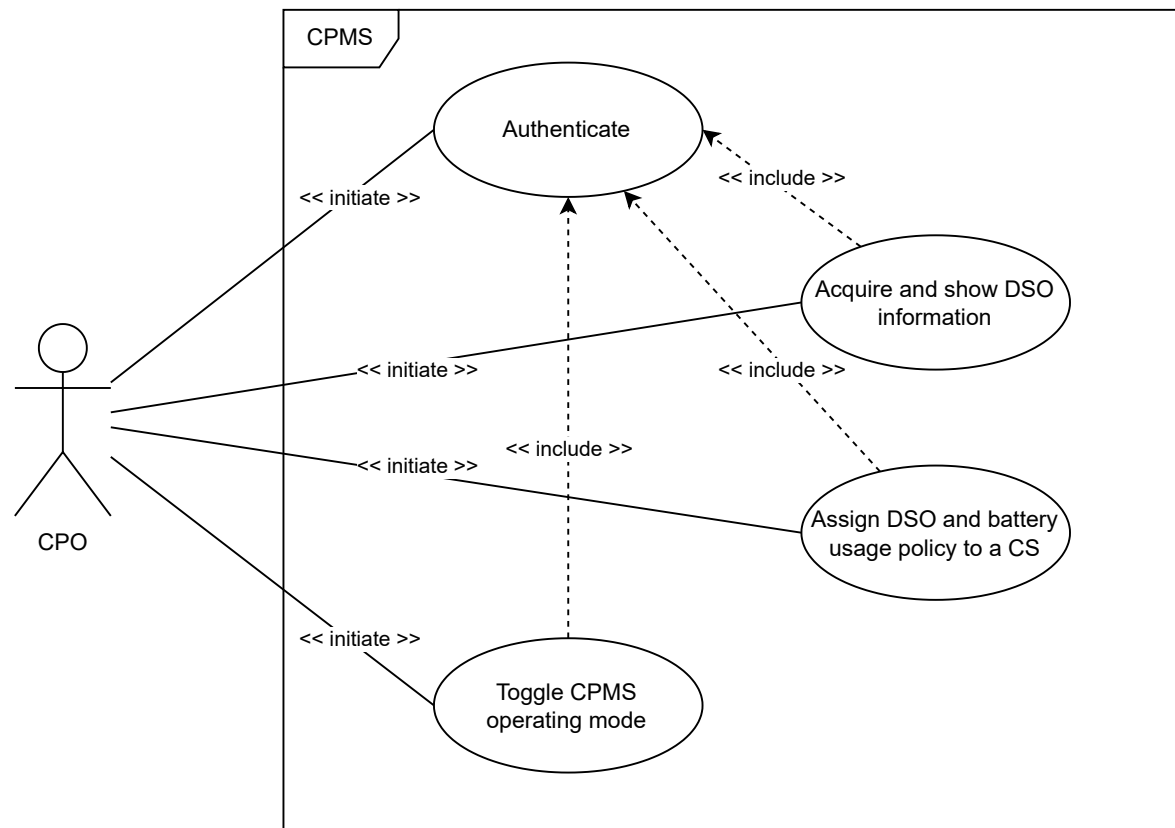 CPMS
Authenticate
<< initiate >>
<< include >>
Acquire and show DSO
information
<< initiate >>
<< include >>
<< include >>
<< initiate >>
Assign DSO and battery
usage policy to a CS
CPO
<< initiate >>
Toggle CPMS
operating mode